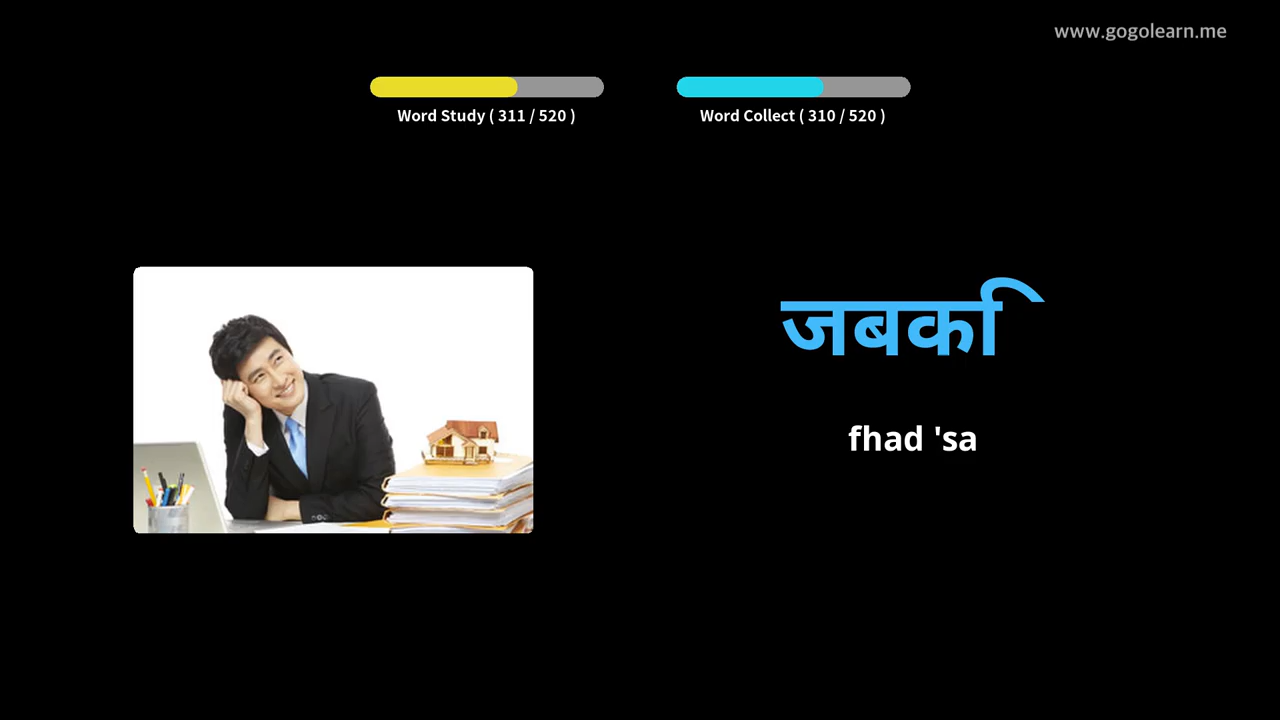 www.gogolearn.me
Word Study ( 311 / 520 )
Word Collect ( 310 / 520 )
जबकि
fhad 'sa